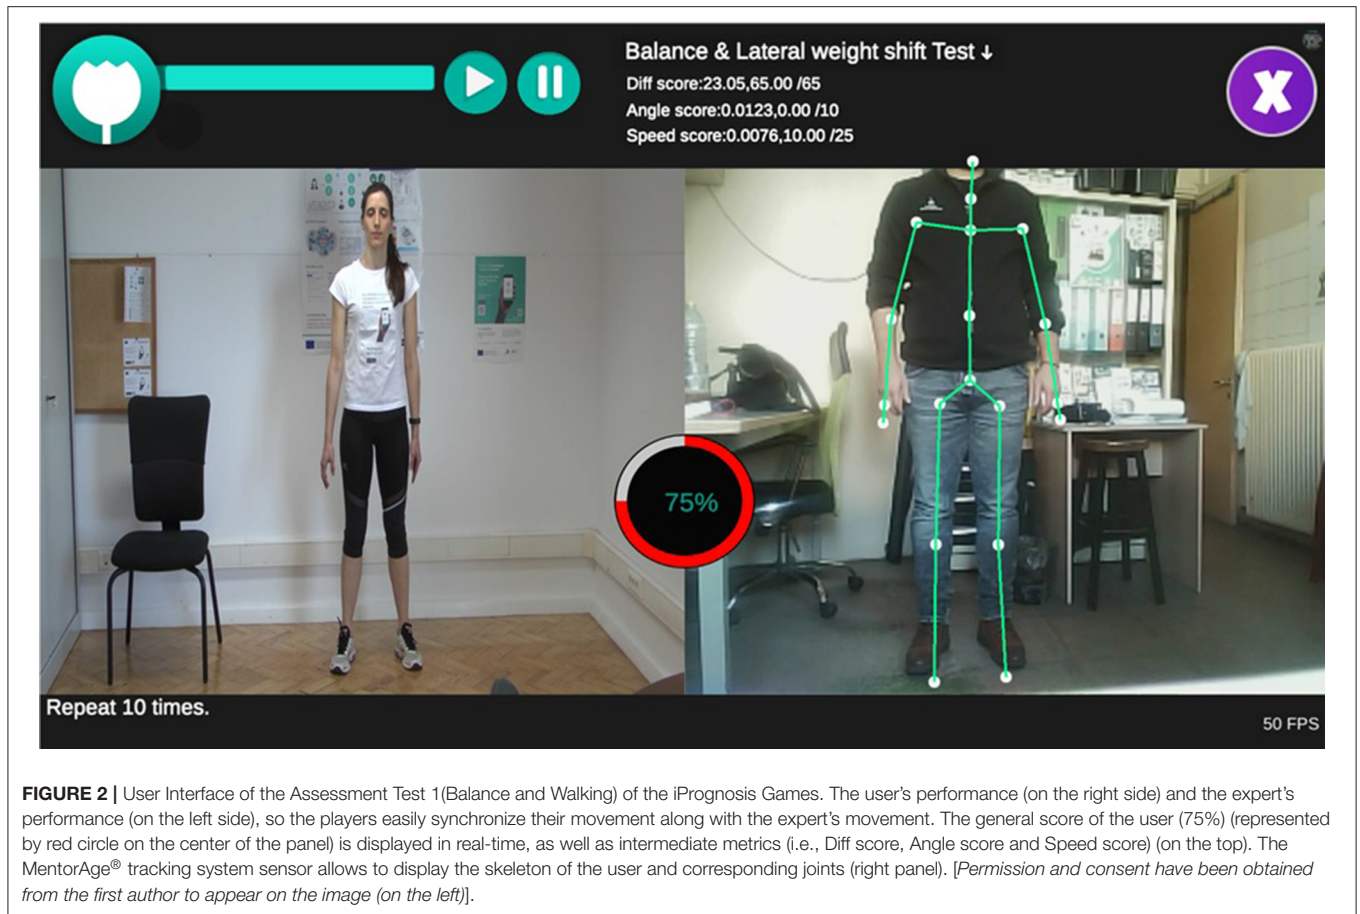 Balance & Lateral weight shift Test ↓
Diff score:23.05,65.00 /65
Angle score:0.0123,0.00 /10
Speed score:0.0076,10.00 /25
X
75%
Repeat 10 times.
50 FPS
FIGURE 2 | User Interface of the Assessment Test 1(Balance and Walking) of the iPrognosis Games. The user's performance (on the right side) and the expert's
performance (on the left side), so the players easily synchronize their movement along with the expert's movement. The general score of the user (75%) (represented
by red circle on the center of the panel) is displayed in real-time, as well as intermediate metrics (i.e., Diff score, Angle score and Speed score) (on the top). The
MentorAge® tracking system sensor allows to display the skeleton of the user and corresponding joints (right panel). [Permission and consent have been obtained
from the first author to appear on the image (on the left)].